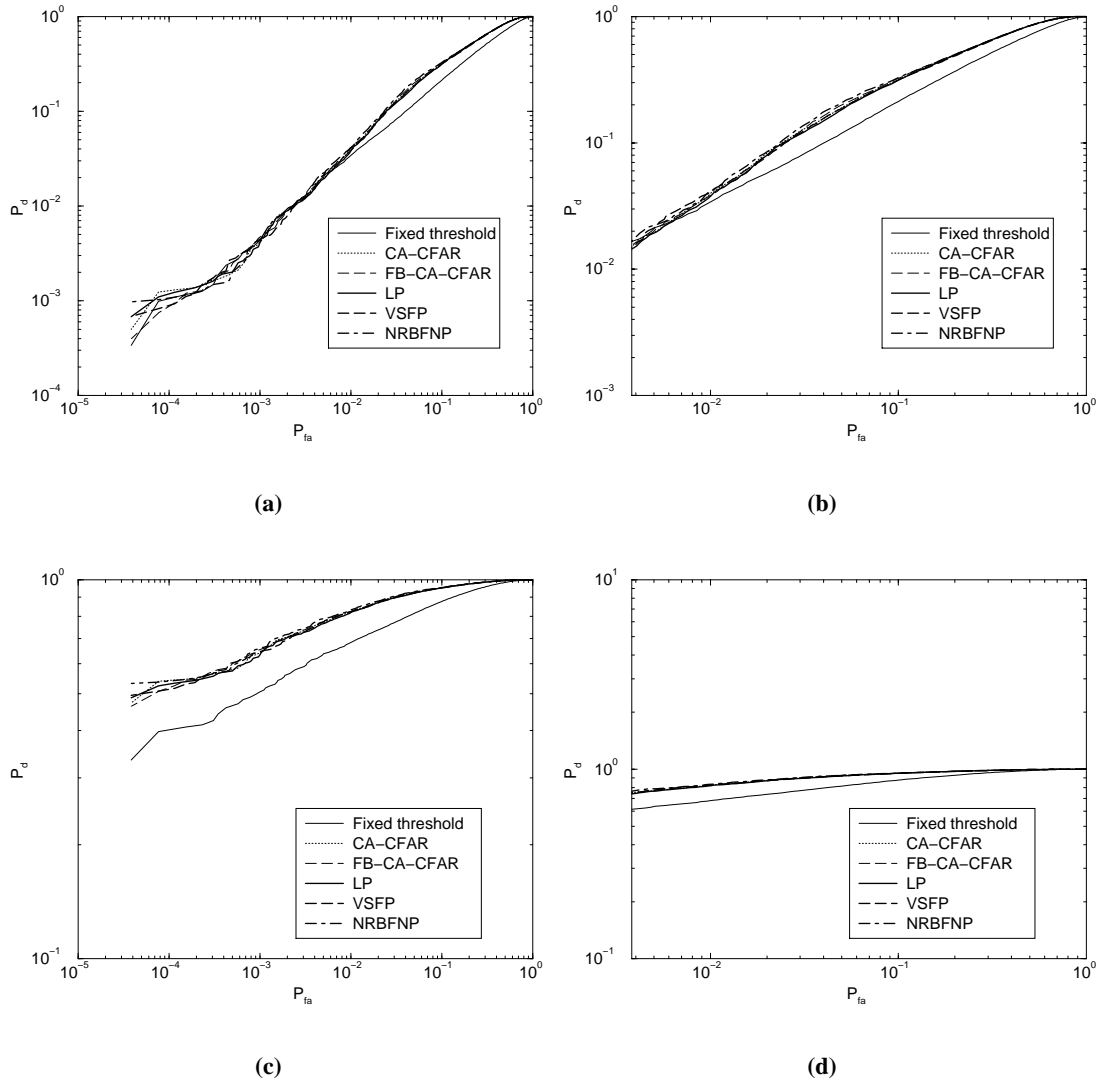 10^0
10^-1
10^-2
10^-3
10^-4
P_d
10^-5 10^-4 10^-3 10^-2 10^-1 10^0
P_fa
Fixed threshold
CA-CFAR
FB-CA-CFAR
LP
VSFP
NRBFNP
(a)
10^0
10^-1
10^-2
10^-3
P_d
10^-2 10^-1 10^0
P_fa
Fixed threshold
CA-CFAR
FB-CA-CFAR
LP
VSFP
NRBFNP
(b)
10^0
10^-1
P_d
10^-5 10^-4 10^-3 10^-2 10^-1 10^0
P_fa
Fixed threshold
CA-CFAR
FB-CA-CFAR
LP
VSFP
NRBFNP
(c)
10^1
10^0
10^-1
P_d
10^-2 10^-1 10^0
P_fa
Fixed threshold
CA-CFAR
FB-CA-CFAR
LP
VSFP
NRBFNP
(d)